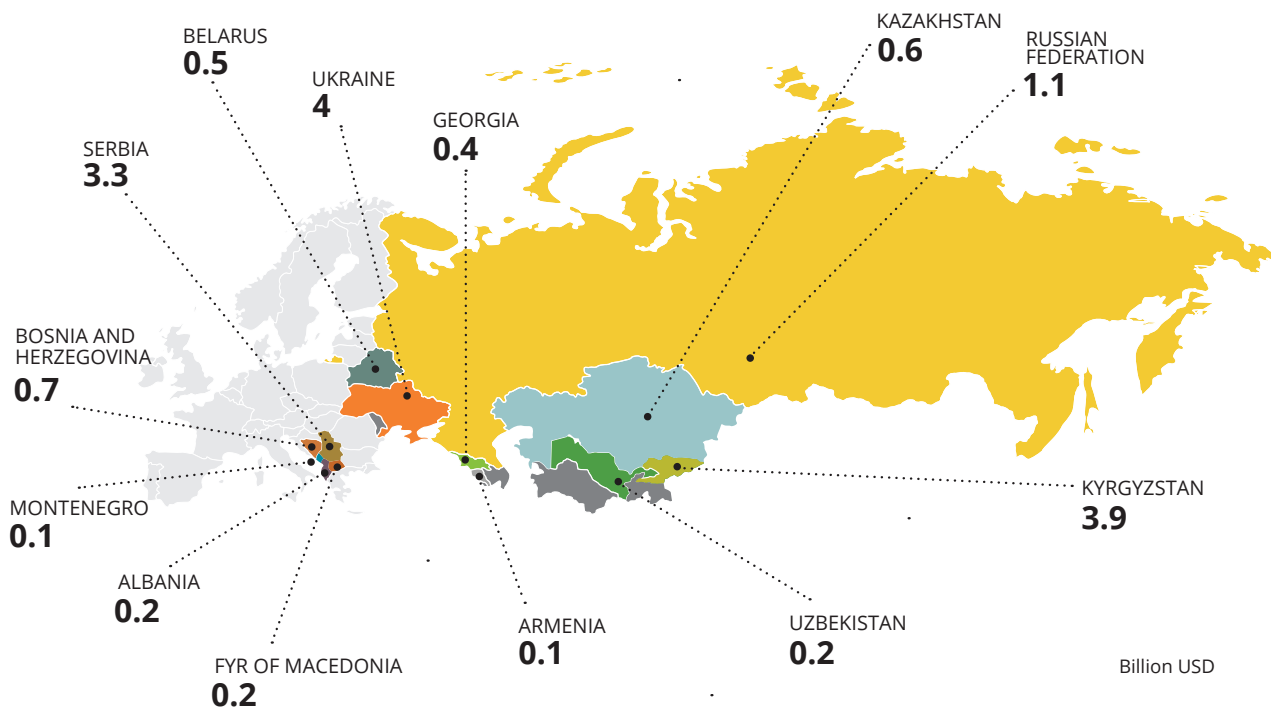 BELARUS
0.5
UKRAINE
4
SERBIA
3.3
GEORGIA
0.4
KAZAKHSTAN
0.6
RUSSIAN
FEDERATION
1.1
BOSNIA AND
HERZEGOVINA
0.7
MONTENEGRO
0.1
ALBANIA
0.2
FYR OF MACEDONIA
0.2
ARMENIA
0.1
UZBEKISTAN
0.2
KYRGYZSTAN
3.9
Billion USD